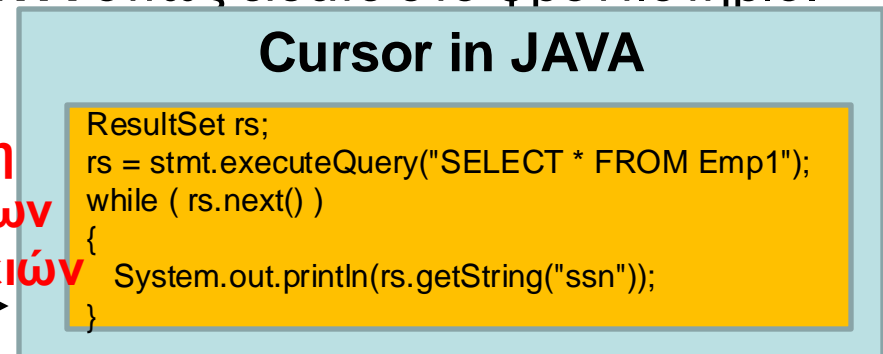 Cursor in JAVA
ResultSet rs;
rs = stmt.executeQuery("SELECT * FROM Emp1");
while ( rs.next() )
{
System.out.println(rs.getString("ssn"));
}